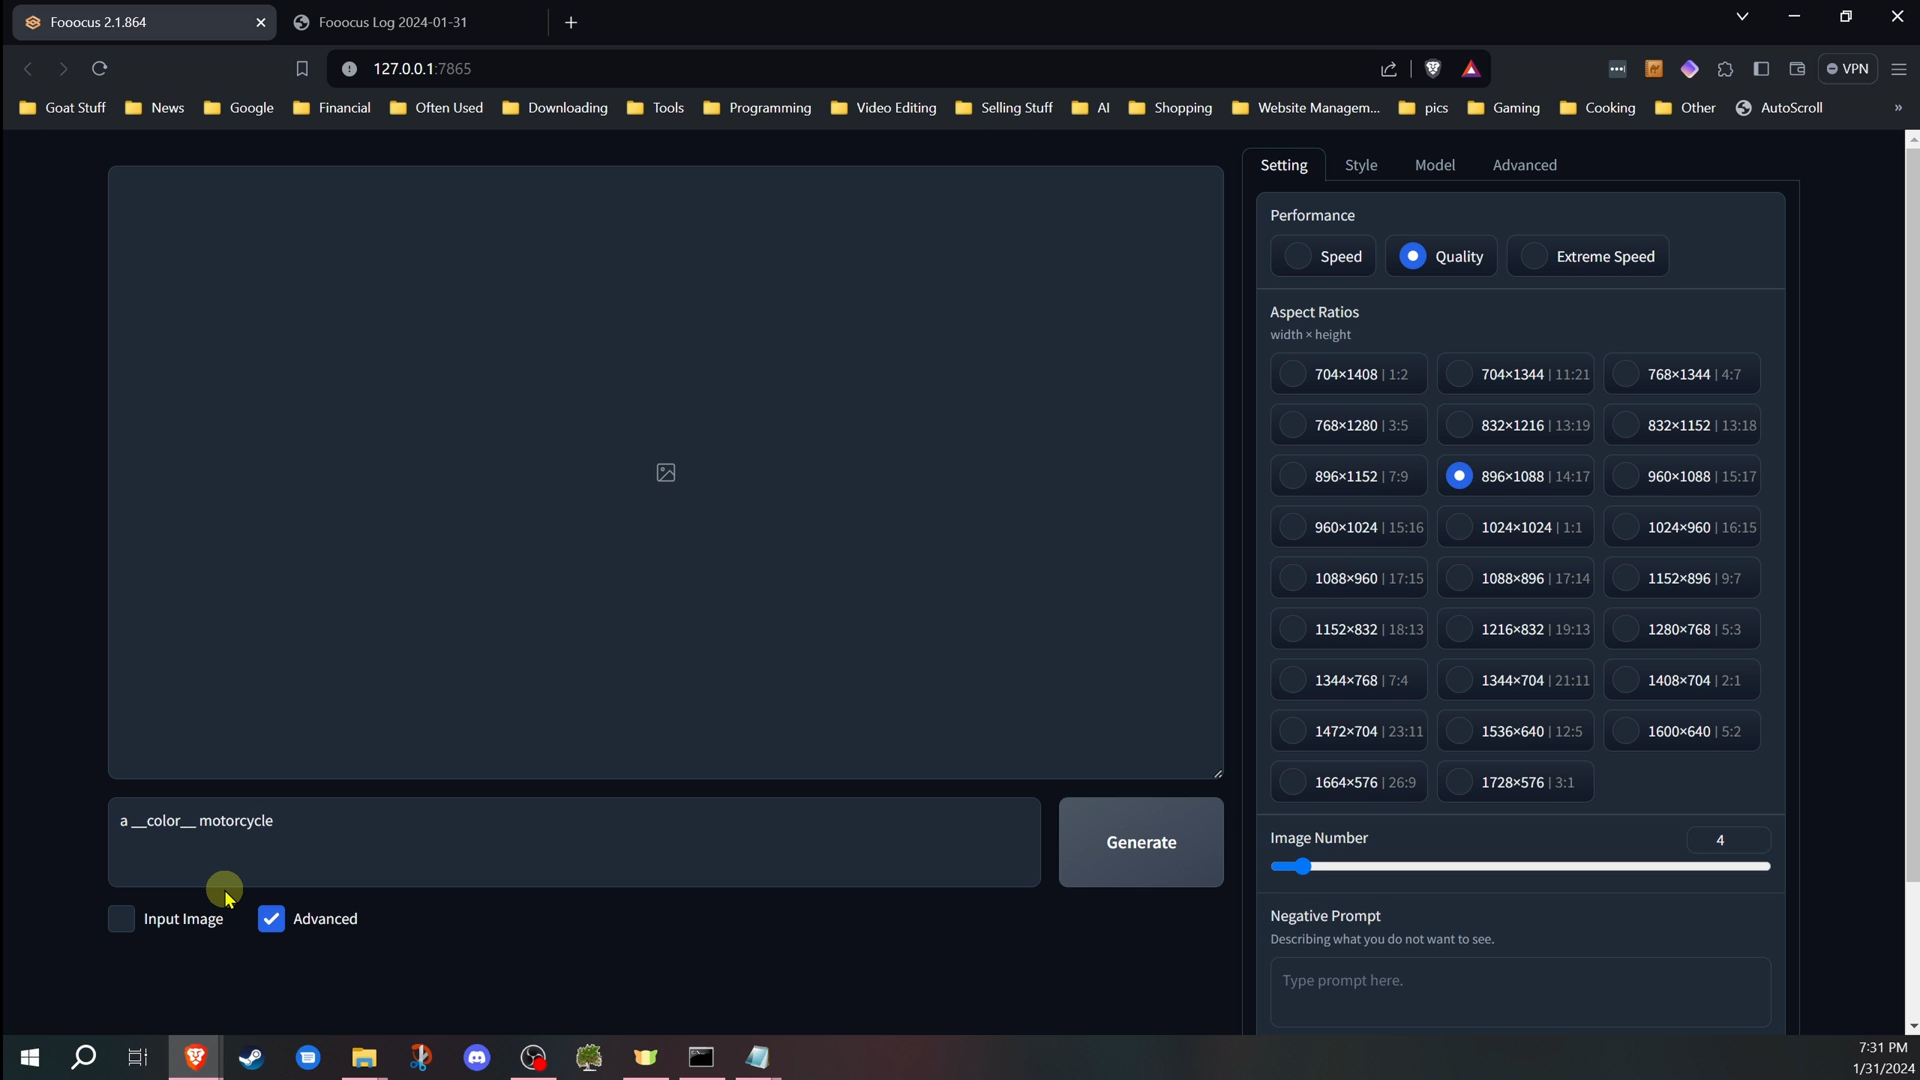 Fooocus 2.1.864
Fooocus Log 2024-01-31
127.0.0.1:7865
VPN
Goat Stuff
News
Google
Financial
Often Used
Downloading
Tools
Programming
Video Editing
Selling Stuff
AI
Shopping
Website Managem...
pics
Gaming
Cooking
Other
AutoScroll
»
Setting
Style
Model
Advanced
Performance
Speed
Quality
Extreme Speed
Aspect Ratios
width × height
704×1408 | 1:2
704×1344 | 11:21
768×1344 | 4:7
768×1280 | 3:5
832×1216 | 13:19
832×1152 | 13:18
896×1152 | 7:9
896×1088 | 14:17
960×1088 | 15:17
960×1024 | 15:16
1024×1024 | 1:1
1024×960 | 16:15
1088×960 | 17:15
1088×896 | 17:14
1152×896 | 9:7
1152×832 | 18:13
1216×832 | 19:13
1280×768 | 5:3
1344×768 | 7:4
1344×704 | 21:11
1408×704 | 2:1
1472×704 | 23:11
1536×640 | 12:5
1600×640 | 5:2
1664×576 | 26:9
1728×576 | 3:1
a __color__ motorcycle
Generate
Image Number
4
Input Image
Advanced
Negative Prompt
Describing what you do not want to see.
Type prompt here.
7:31 PM
1/31/2024